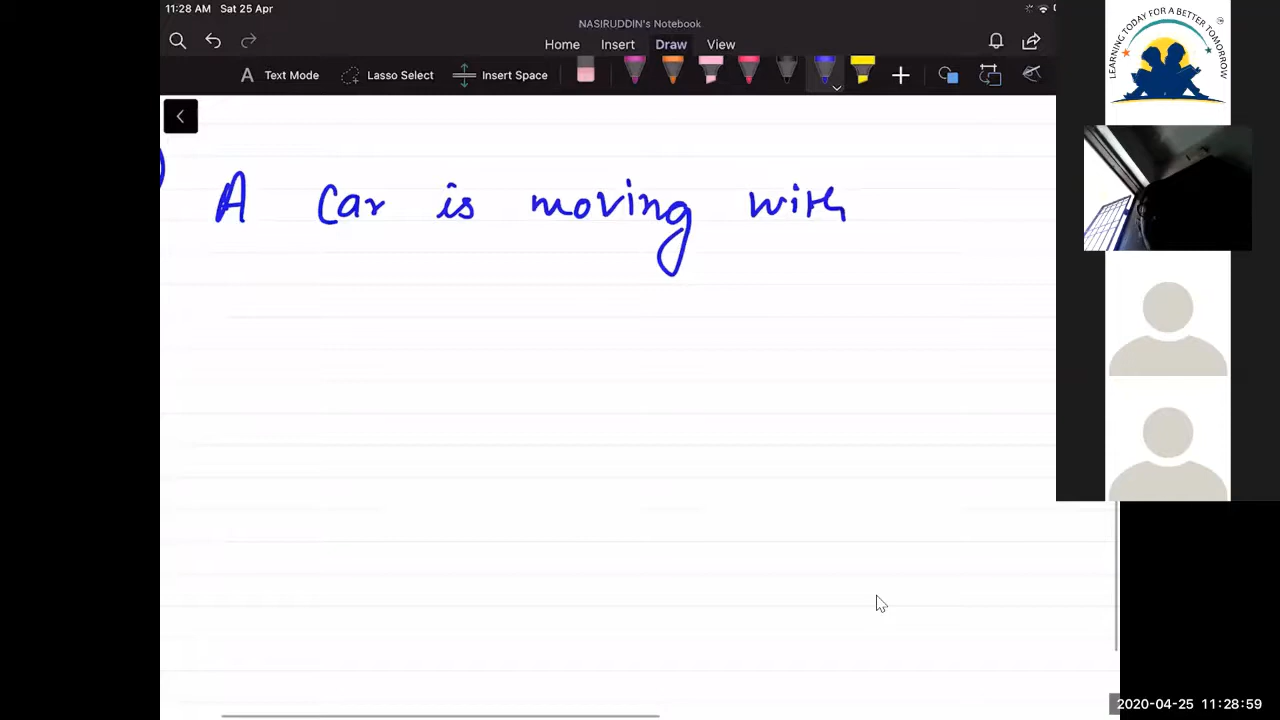 11:28 AM Sat 25 Apr
NASIRUDDIN's Notebook
Home Insert Draw View
Text Mode Lasso Select Insert Space
A car is moving with
LEARNING TODAY FOR A BETTER TOMORROW
2020-04-25 11:28:59